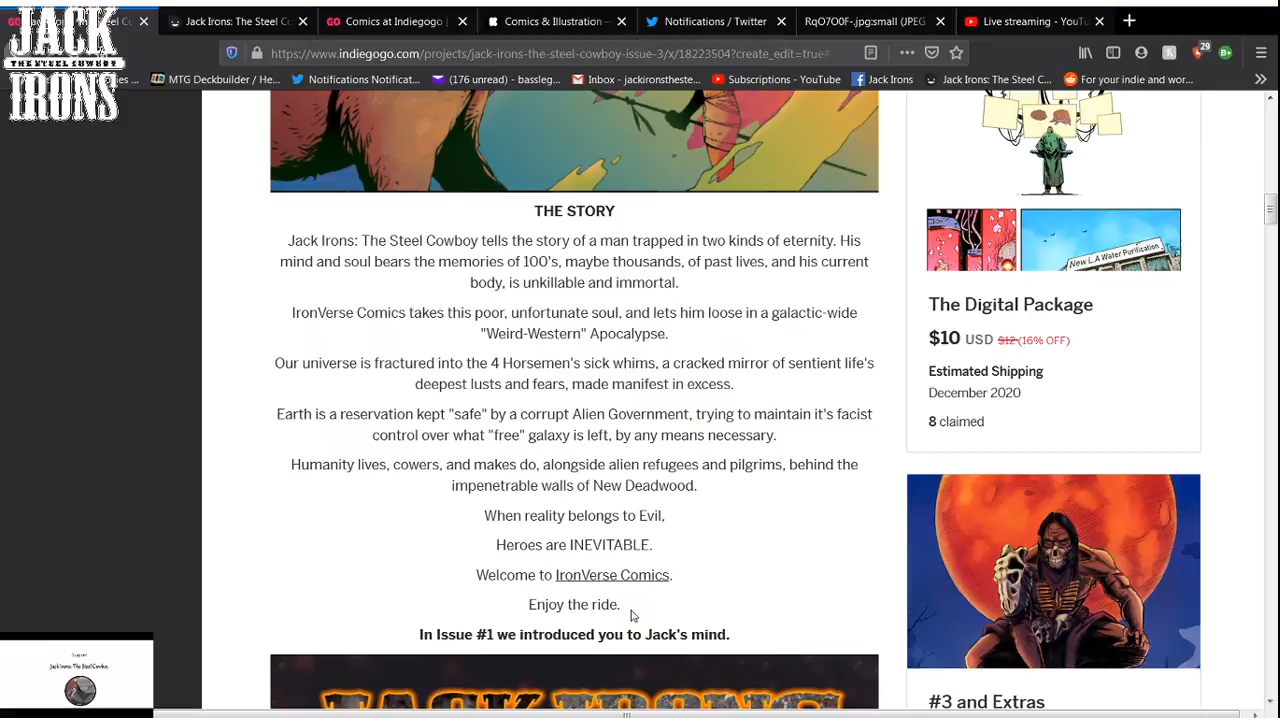 JACK
THE STEEL COWBOY
IRONS
Jack Irons: The Steel Co
Comics at Indiegogo
Comics & Illustration —
Notifications / Twitter
RqO7O0F-.jpg:small (JPEG
Live streaming - YouTu
https://www.indiegogo.com/projects/jack-irons-the-steel-cowboy-issue-3/x/18223504?create_edit=true#
29
MTG Deckbuilder / He...
Notifications Notificat...
(176 unread) - bassleg...
Inbox - jackironsthe...
Subscriptions - YouTube
Jack Irons
Jack Irons: The Steel C...
For your indie and wor...
THE STORY
Jack Irons: The Steel Cowboy tells the story of a man trapped in two kinds of eternity. His
mind and soul bears the memories of 100's, maybe thousands, of past lives, and his current
body, is unkillable and immortal.
IronVerse Comics takes this poor, unfortunate soul, and lets him loose in a galactic-wide
"Weird-Western" Apocalypse.
Our universe is fractured into the 4 Horsemen's sick whims, a cracked mirror of sentient life's
deepest lusts and fears, made manifest in excess.
Earth is a reservation kept "safe" by a corrupt Alien Government, trying to maintain it's facist
control over what "free" galaxy is left, by any means necessary.
Humanity lives, cowers, and makes do, alongside alien refugees and pilgrims, behind the
impenetrable walls of New Deadwood.
When reality belongs to Evil,
Heroes are INEVITABLE.
Welcome to IronVerse Comics.
Enjoy the ride.
In Issue #1 we introduced you to Jack's mind.
JACK IRONS
New L.A Water Purification
The Digital Package
$10 USD $12 (16% OFF)
Estimated Shipping
December 2020
8 claimed
#3 and Extras
Support
Jack Irons: The Steel Cowboy